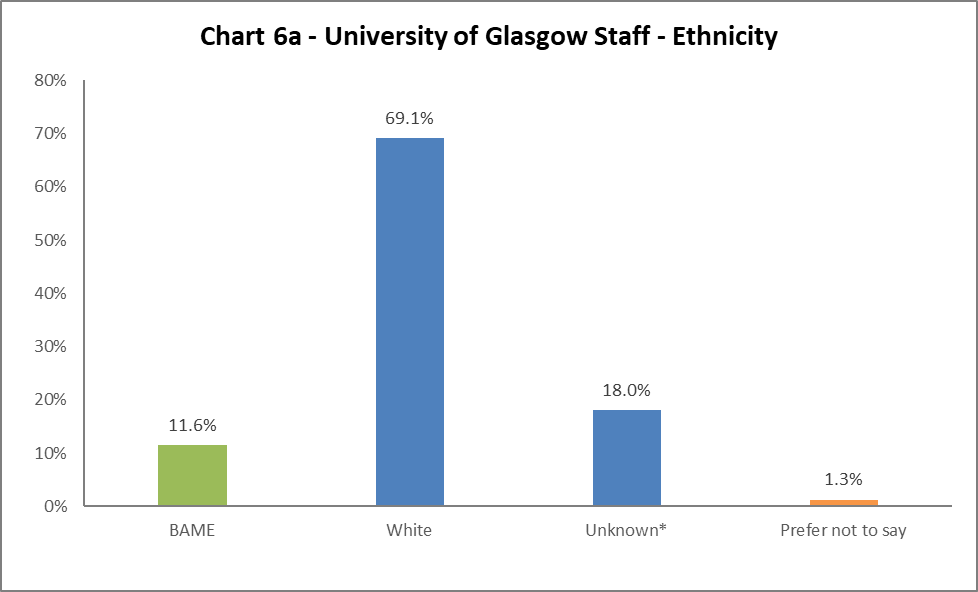 Chart 6a - University of Glasgow Staff - Ethnicity
80%
70%
60%
50%
40%
30%
20%
10%
0%
11.6%
69.1%
18.0%
1.3%
BAME
White
Unknown*
Prefer not to say